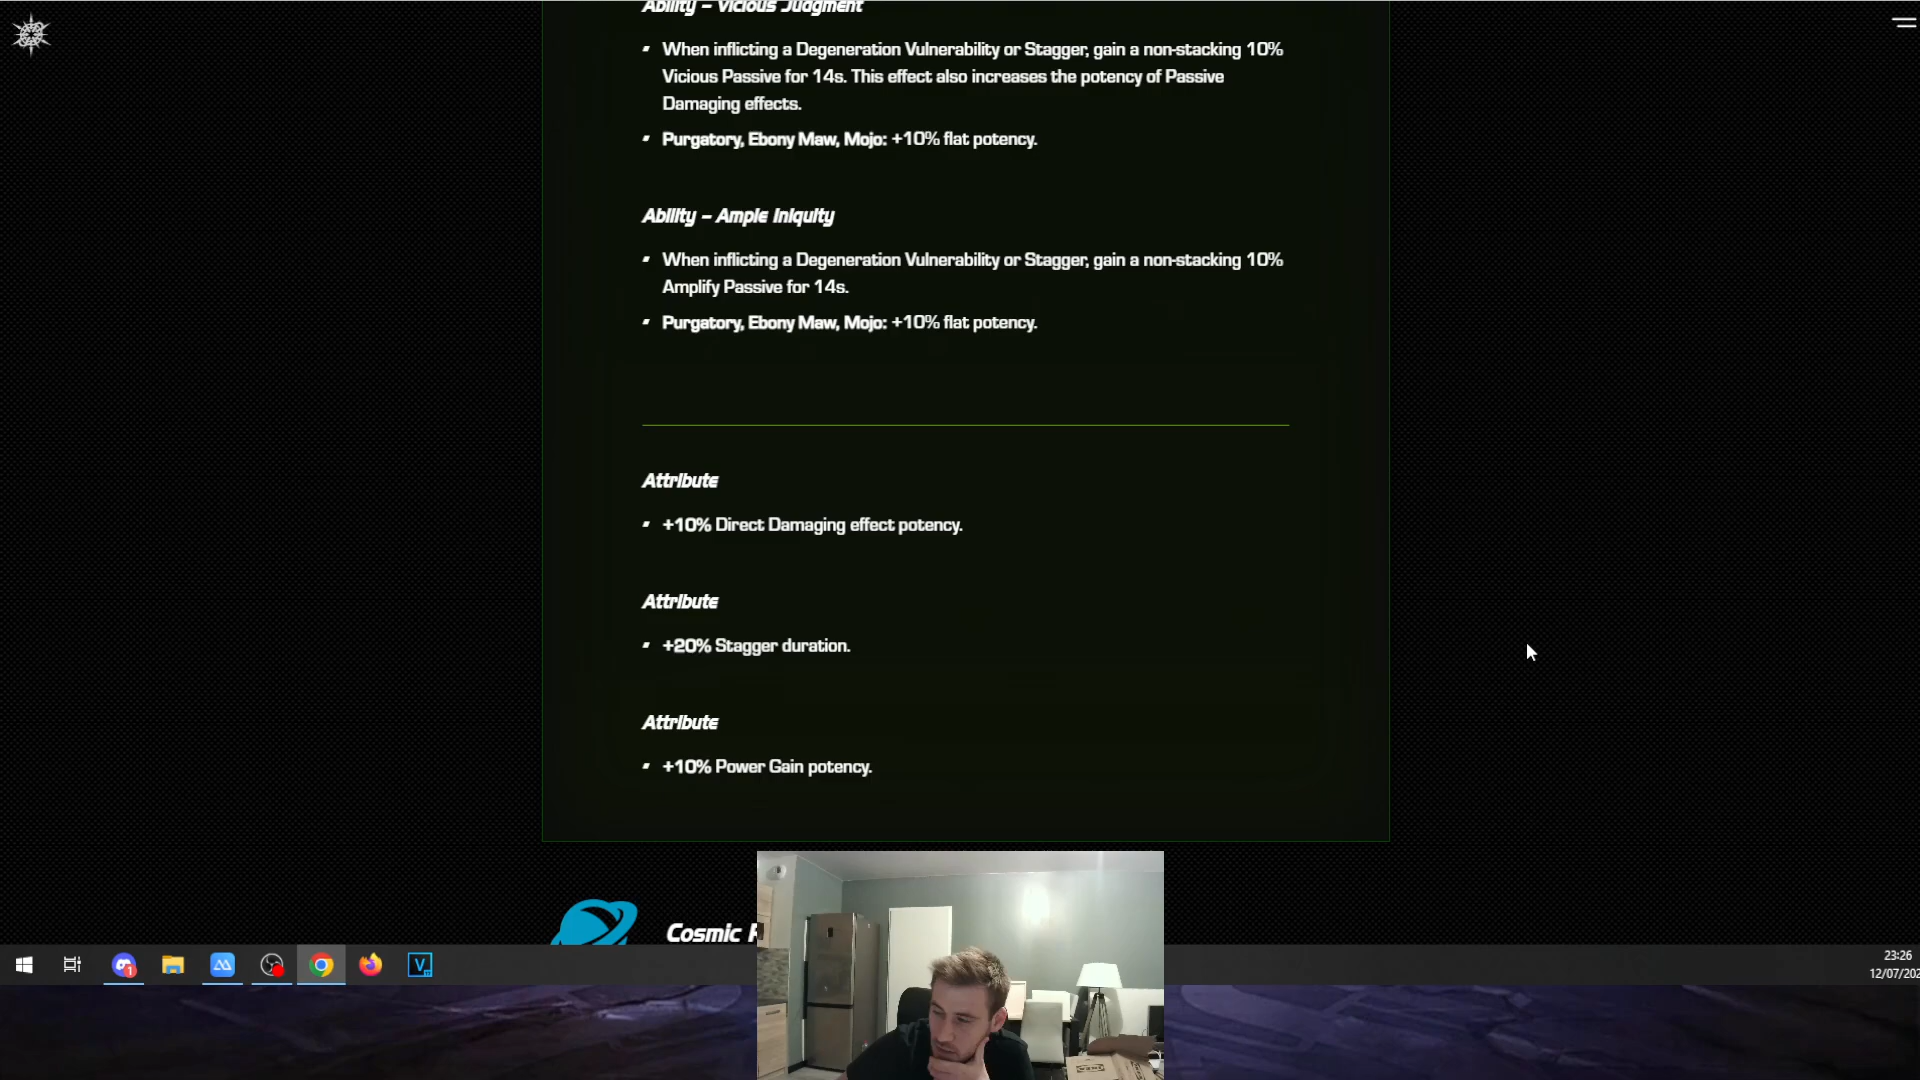 Ability – Vicious Judgment
When inflicting a Degeneration Vulnerability or Stagger, gain a non-stacking 10%
Vicious Passive for 14s. This effect also increases the potency of Passive
Damaging effects.
Purgatory, Ebony Maw, Mojo: +10% flat potency.
Ability – Ample Iniquity
When inflicting a Degeneration Vulnerability or Stagger, gain a non-stacking 10%
Amplify Passive for 14s.
Purgatory, Ebony Maw, Mojo: +10% flat potency.
Attribute
+10% Direct Damaging effect potency.
Attribute
+20% Stagger duration.
Attribute
+10% Power Gain potency.
Cosmic
1
V
23:26
12/07/202